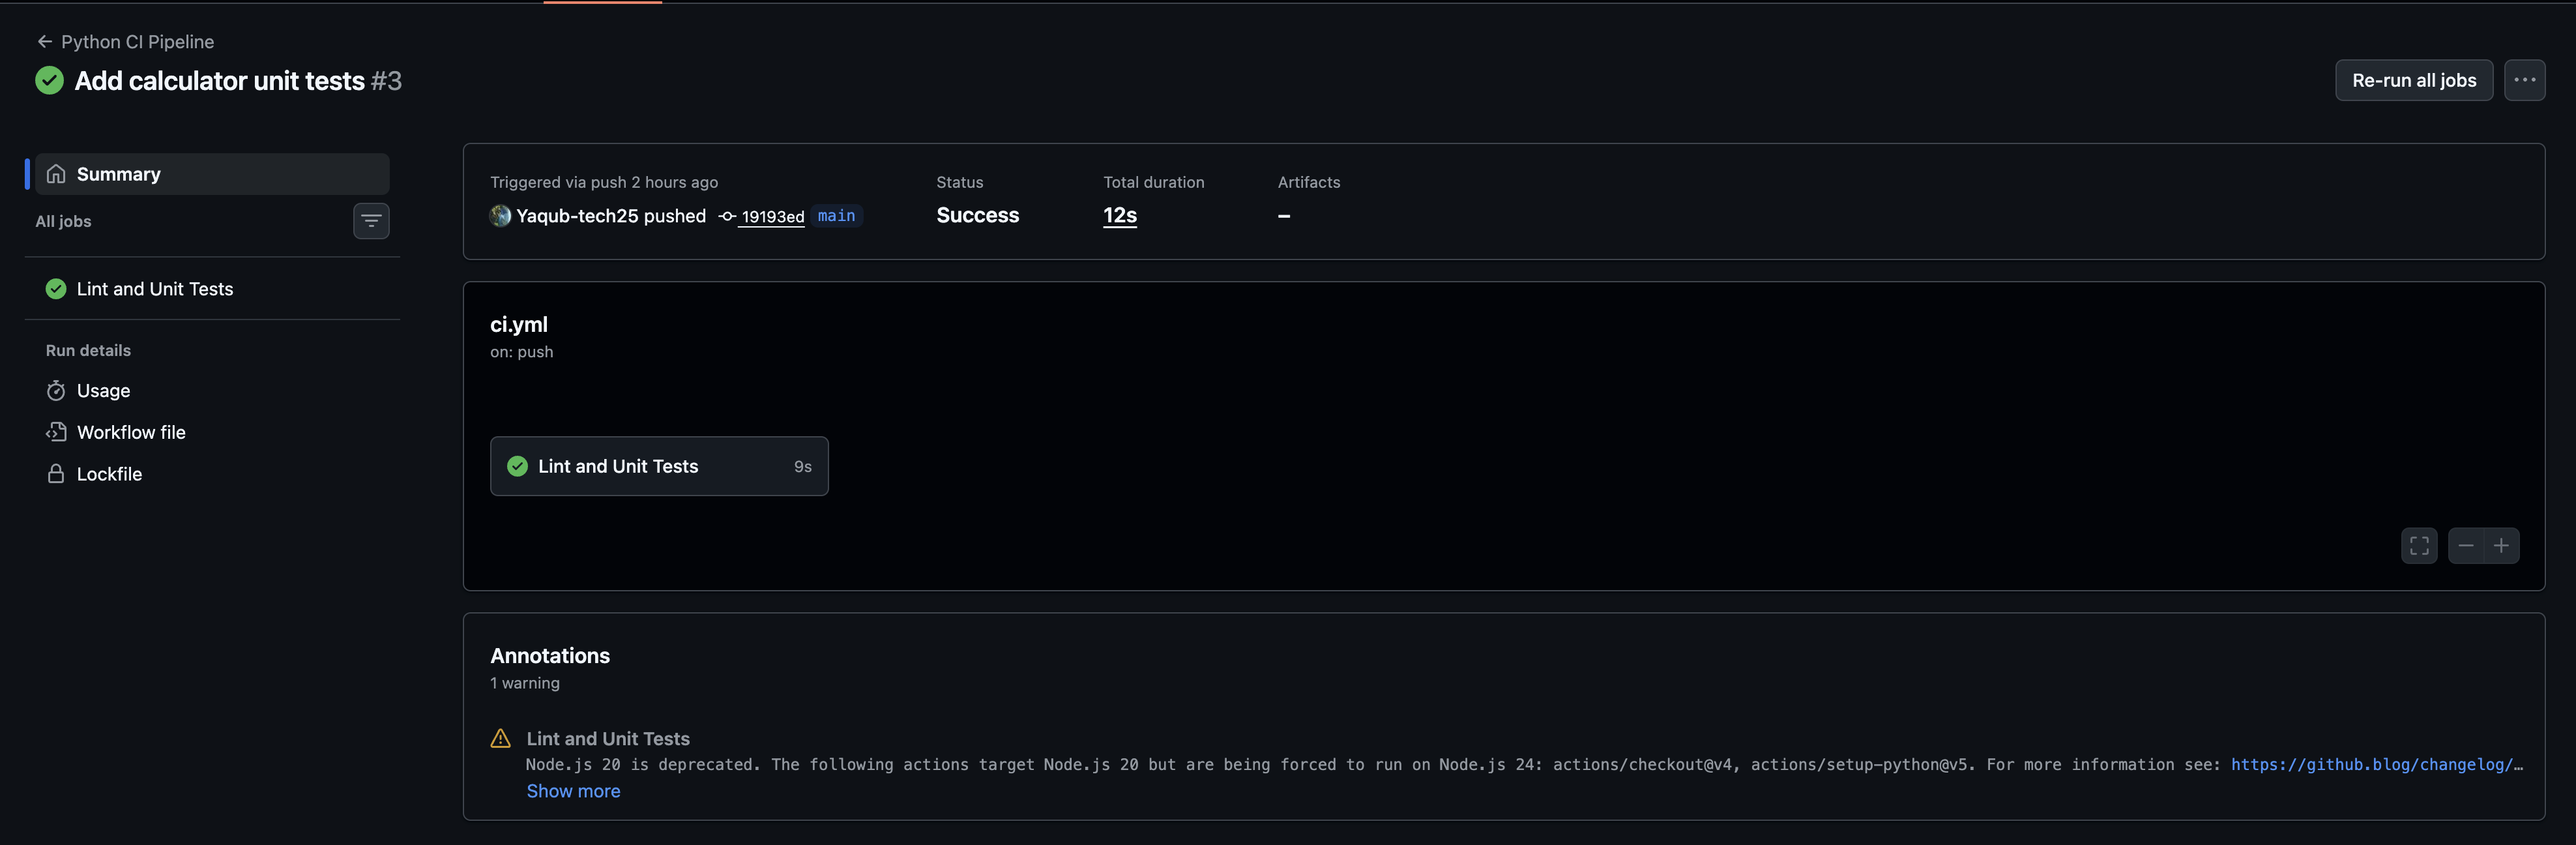 Python CI Pipeline
Add calculator unit tests #3
Re-run all jobs
Summary
All jobs
Lint and Unit Tests
Run details
Usage
Workflow file
Lockfile
Triggered via push 2 hours ago
Yaqub-tech25 pushed 19193ed main
Status
Success
Total duration
12s
Artifacts
–
ci.yml
on: push
Lint and Unit Tests 9s
Annotations
1 warning
Lint and Unit Tests
Node.js 20 is deprecated. The following actions target Node.js 20 but are being forced to run on Node.js 24: actions/checkout@v4, actions/setup-python@v5. For more information see: https://github.blog/changelog/…
Show more